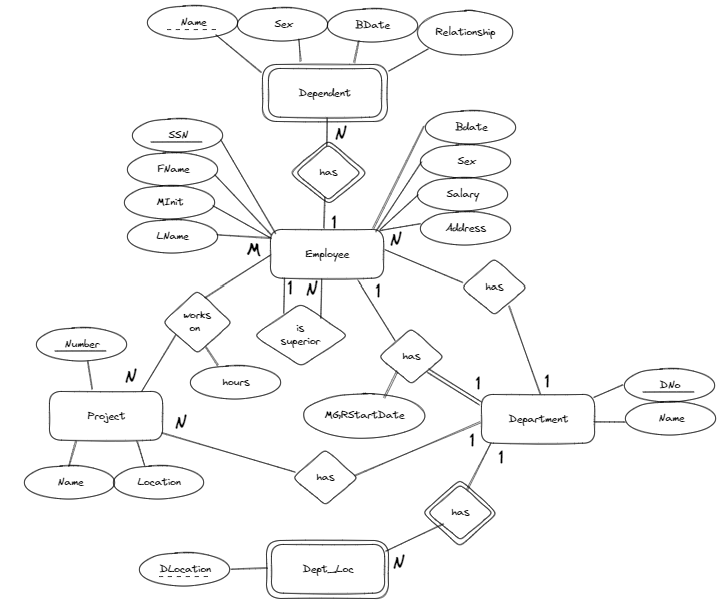 Name
Sex
BDate
Relationship
Dependent
N
has
1
SSN
FName
MInit
LName
Bdate
Sex
Salary
Address
Employee
M
N
1
N
1
has
works
on
is
superior
has
hours
Number
N
Project
N
Name
Location
MGRStartDate
1
1
DNo
Name
Department
1
1
has
has
N
DLocation
Dept_Loc